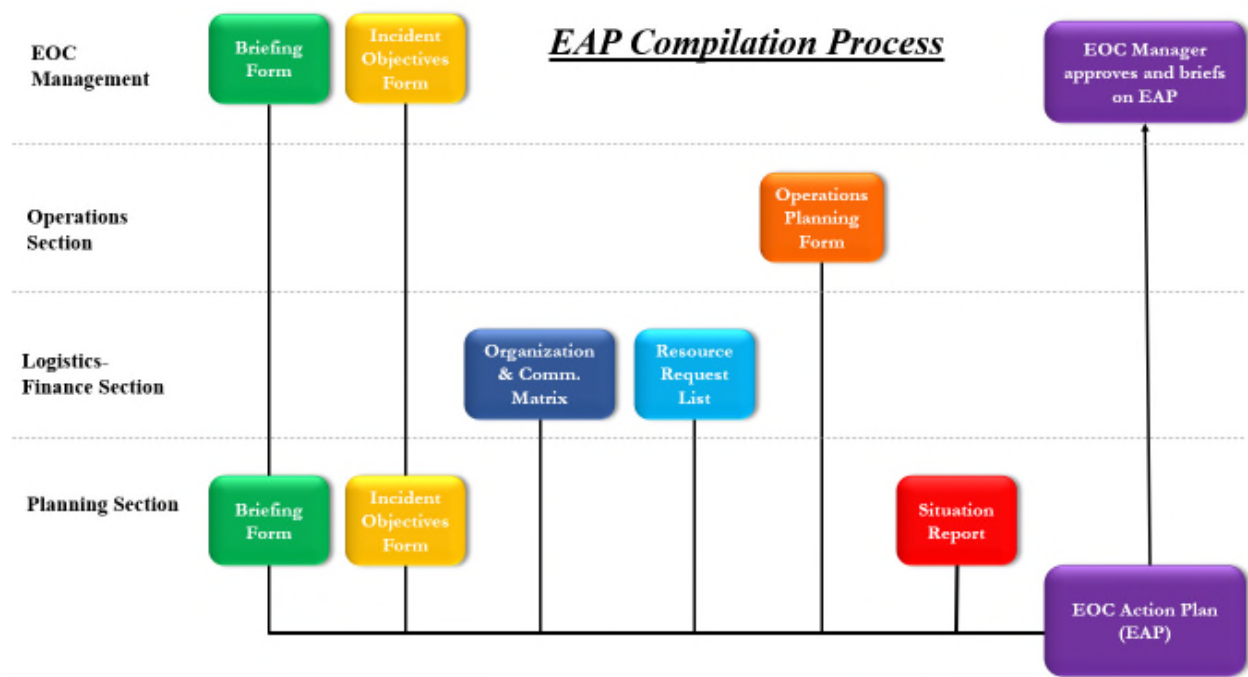 EAP Compilation Process
EOC
Management
Briefing
Form
Incident
Objectives
Form
EOC Manager
approves and briefs
on EAP
Operations
Section
Operations
Planning
Form
Logistics-
Finance Section
Organization
& Comm.
Matrix
Resource
Request
List
Planning Section
Briefing
Form
Incident
Objectives
Form
Situation
Report
EOC Action Plan
(EAP)